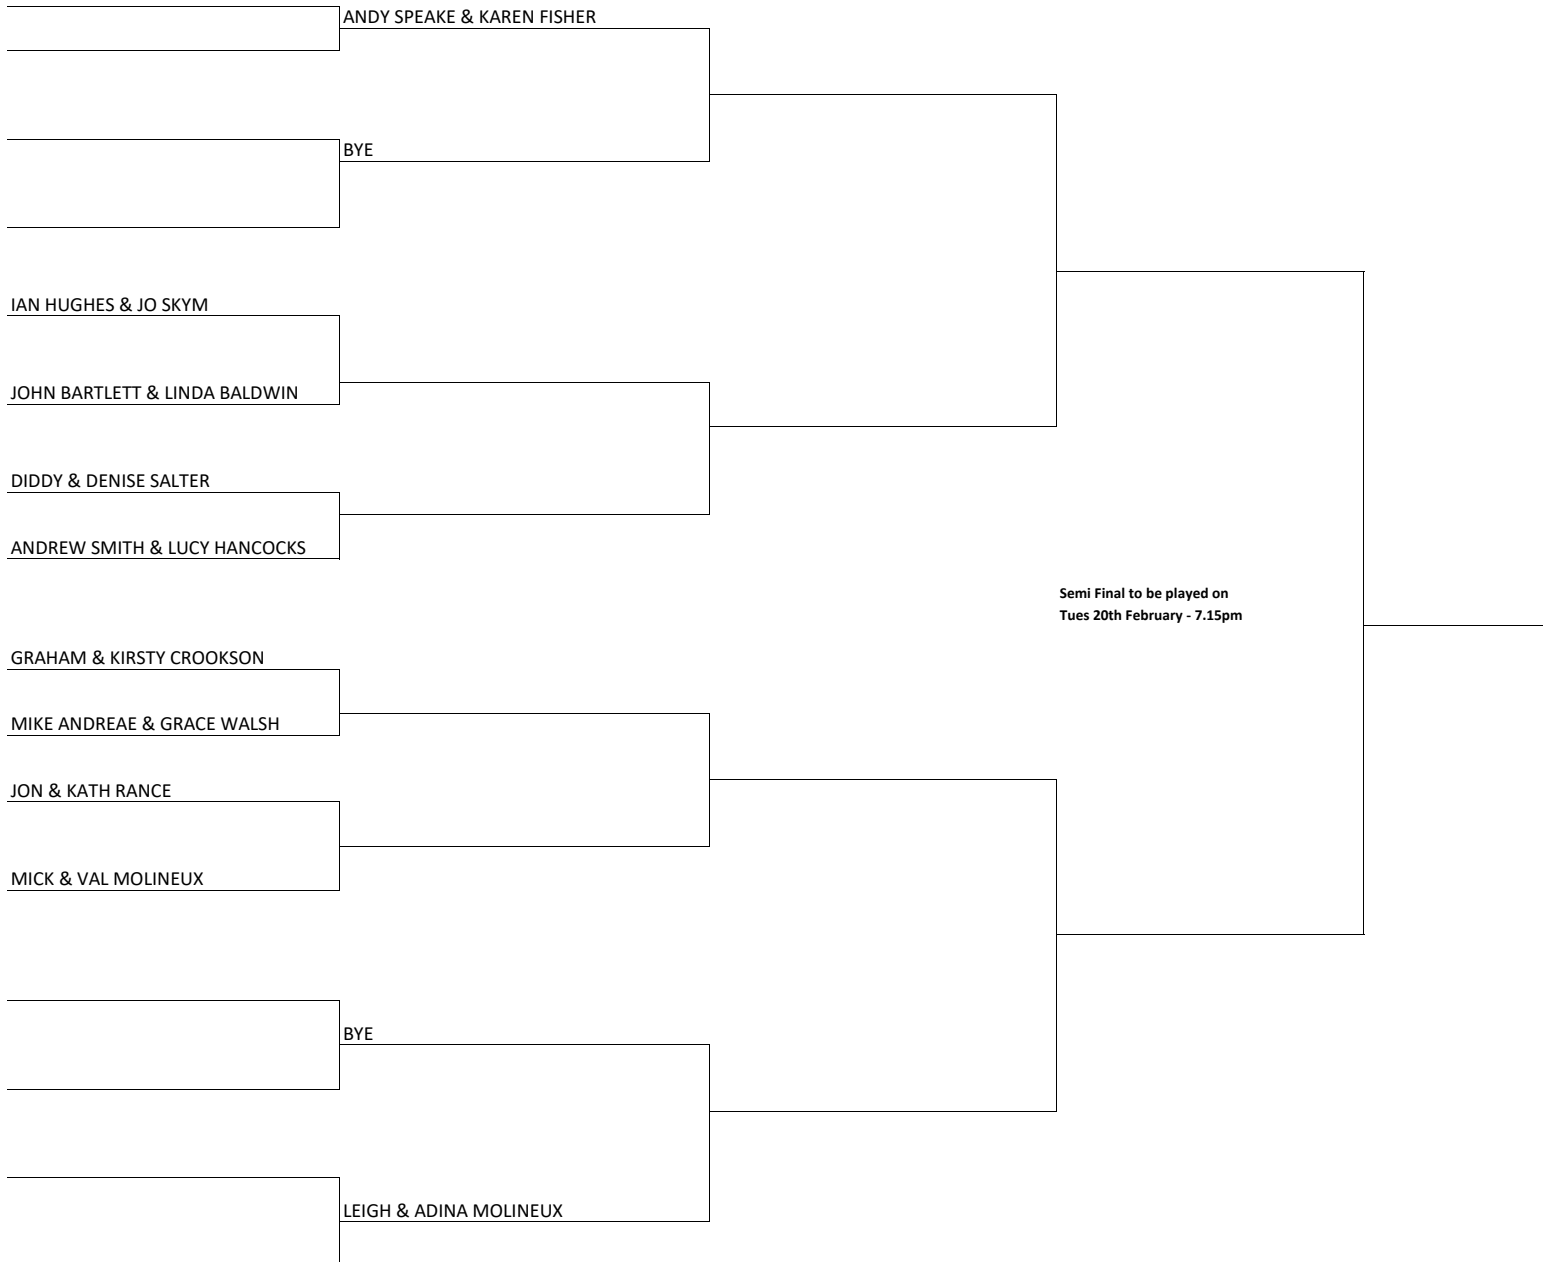 ANDY SPEAKE & KAREN FISHER
BYE
IAN HUGHES & JO SKYM
JOHN BARTLETT & LINDA BALDWIN
DIDDY & DENISE SALTER
ANDREW SMITH & LUCY HANCOCKS
Semi Final to be played on
Tues 20th February - 7.15pm
GRAHAM & KIRSTY CROOKSON
MIKE ANDREAE & GRACE WALSH
JON & KATH RANCE
MICK & VAL MOLINEUX
BYE
LEIGH & ADINA MOLINEUX